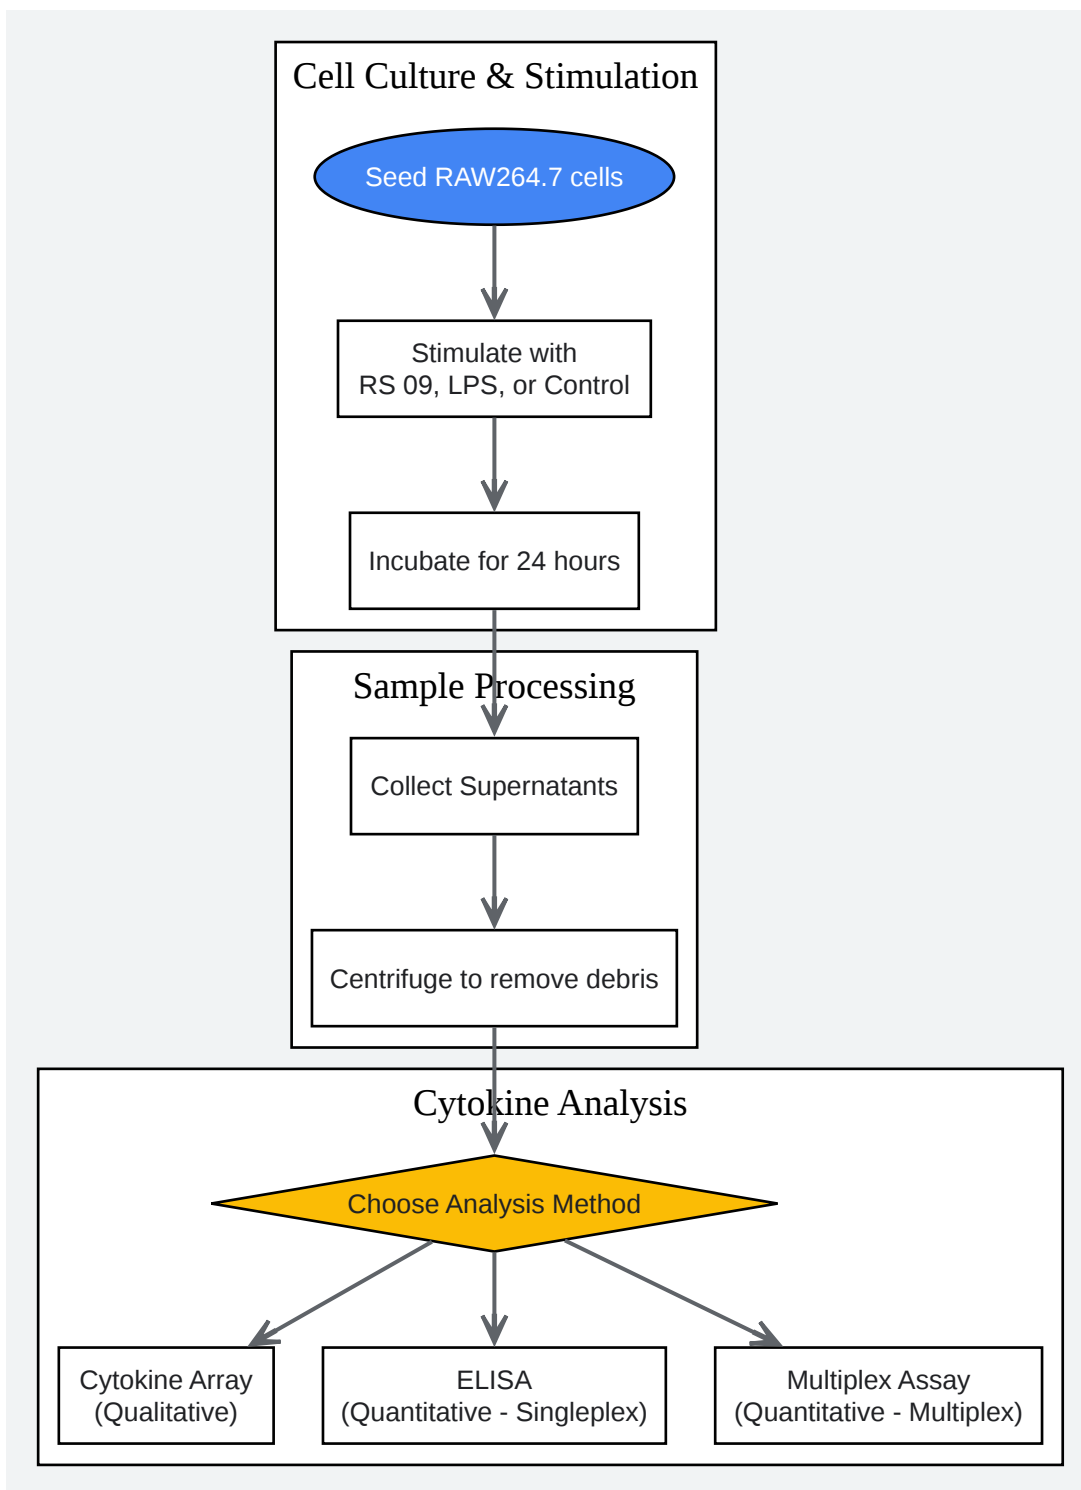 Cell Culture & Stimulation
Seed RAW264.7 cells
Stimulate with
RS 09, LPS, or Control
Incubate for 24 hours
Sample Processing
Collect Supernatants
Centrifuge to remove debris
Cytokine Analysis
Choose Analysis Method
Cytokine Array
(Qualitative)
ELISA
(Quantitative - Singleplex)
Multiplex Assay
(Quantitative - Multiplex)